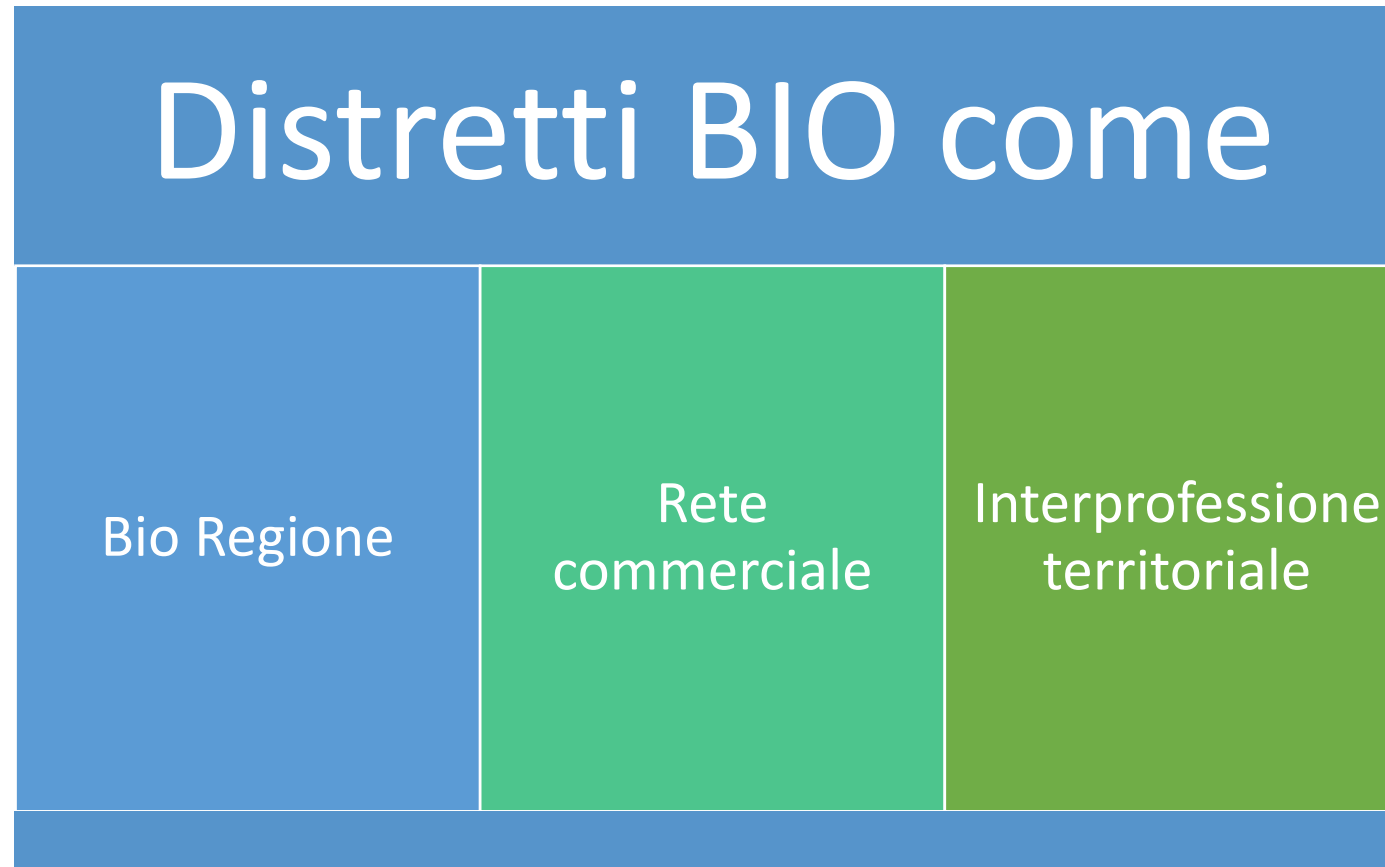 Distretti BIO come
Bio Regione
Rete
commerciale
Interprofessione
territoriale